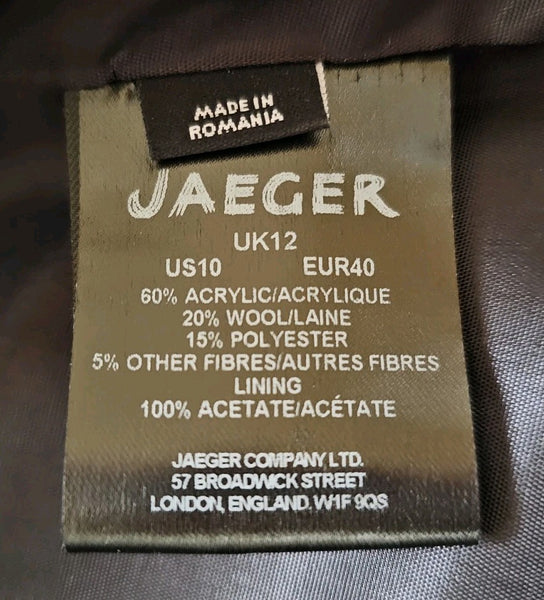 MADE IN
ROMANIA
JAEGER
UK12
US10 EUR40
60% ACRYLIC/ACRYLIQUE
20% WOOL/LAINE
15% POLYESTER
5% OTHER FIBRES/AUTRES FIBRES
LINING
100% ACETATE/ACÉTATE
JAEGER COMPANY LTD.
57 BROADWICK STREET
LONDON, ENGLAND. W1F 9QS